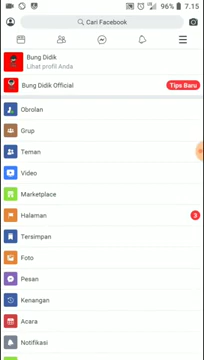 96% 7.15
Cari Facebook
Bung Didik
Lihat profil Anda
Bung Didik Official
Tips Baru
Obrolan
Grup
Teman
Video
Marketplace
Halaman
3
Tersimpan
Foto
Pesan
Kenangan
Acara
Notifikasi